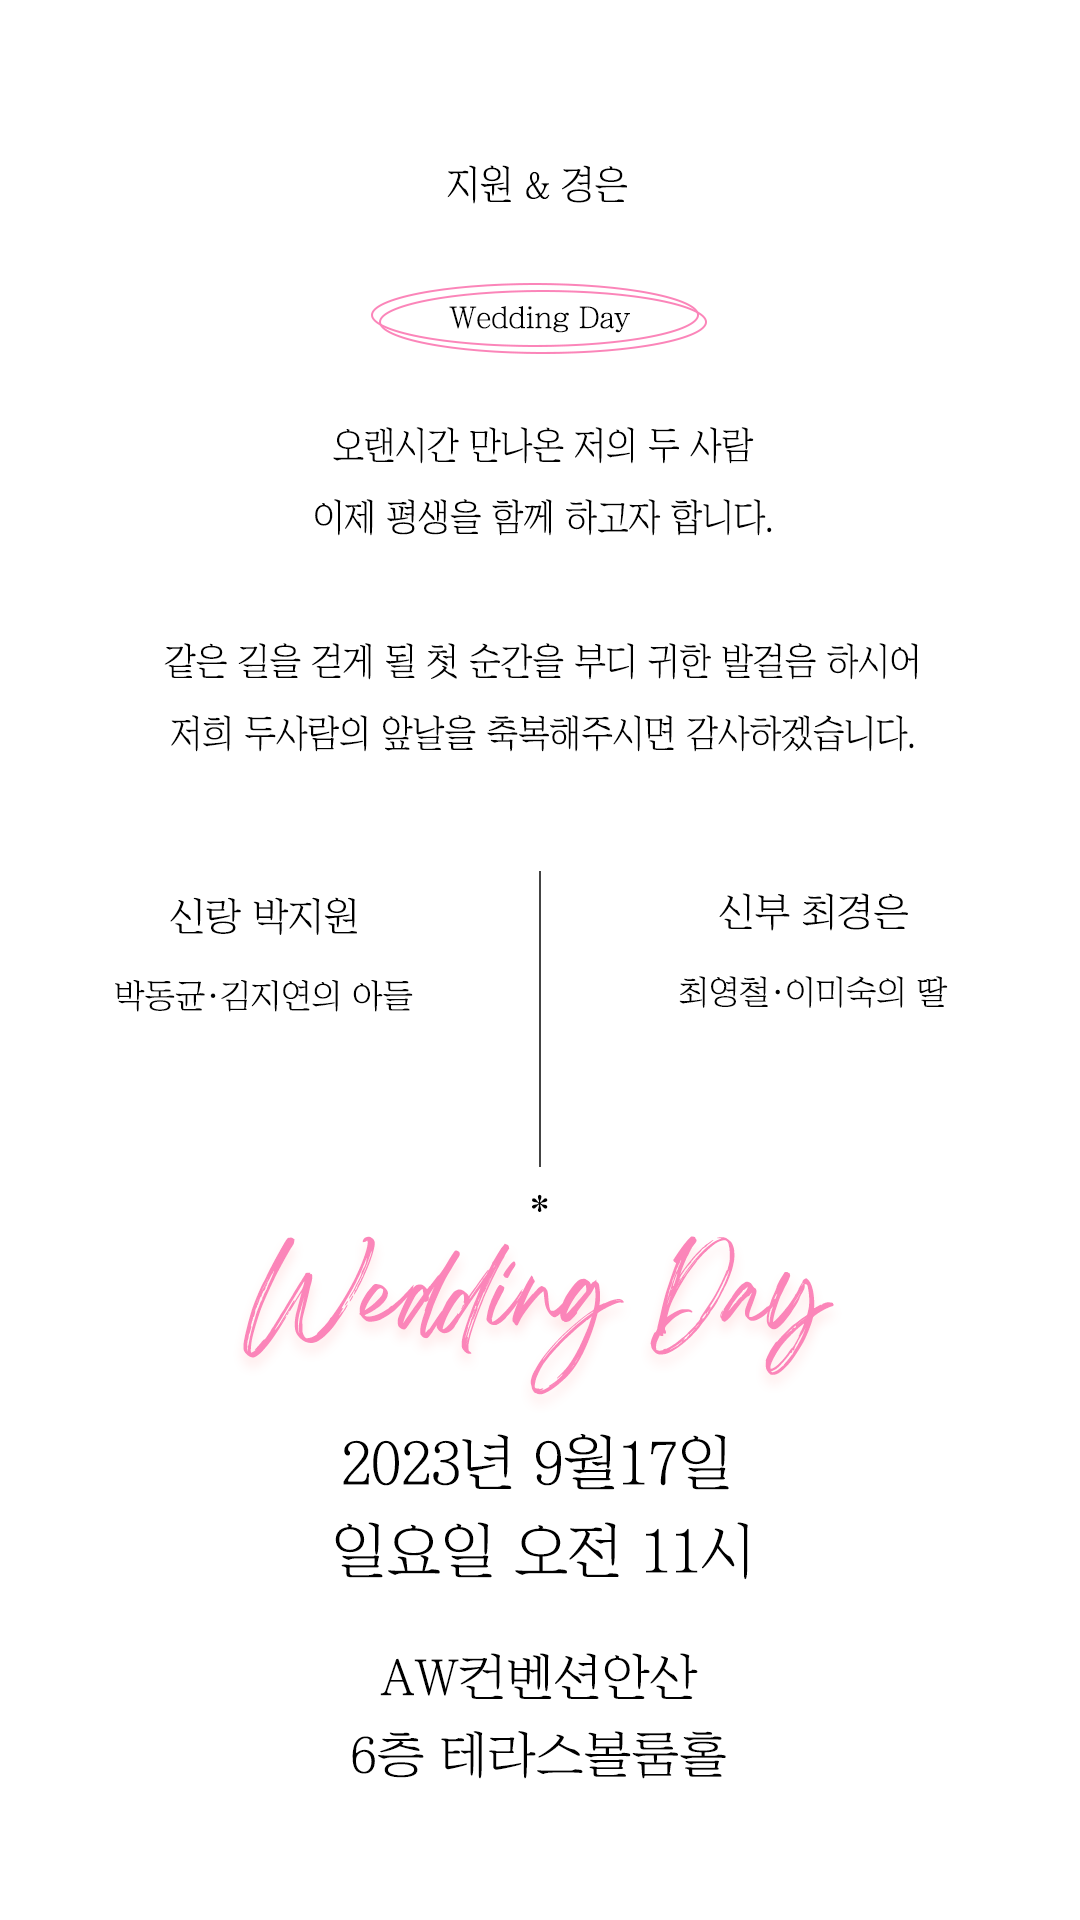 지원 & 경은
Wedding Day
오랜시간 만나온 저의 두 사람
이제 평생을 함께 하고자 합니다.
같은 길을 걷게 될 첫 순간을 부디 귀한 발걸음 하시어
저희 두사람의 앞날을 축복해주시면 감사하겠습니다.
신랑 박지원
박동균·김지연의 아들
신부 최경은
최영철·이미숙의 딸
*
Wedding Day
2023년 9월17일
일요일 오전 11시
AW컨벤션안산
6층 테라스볼룸홀